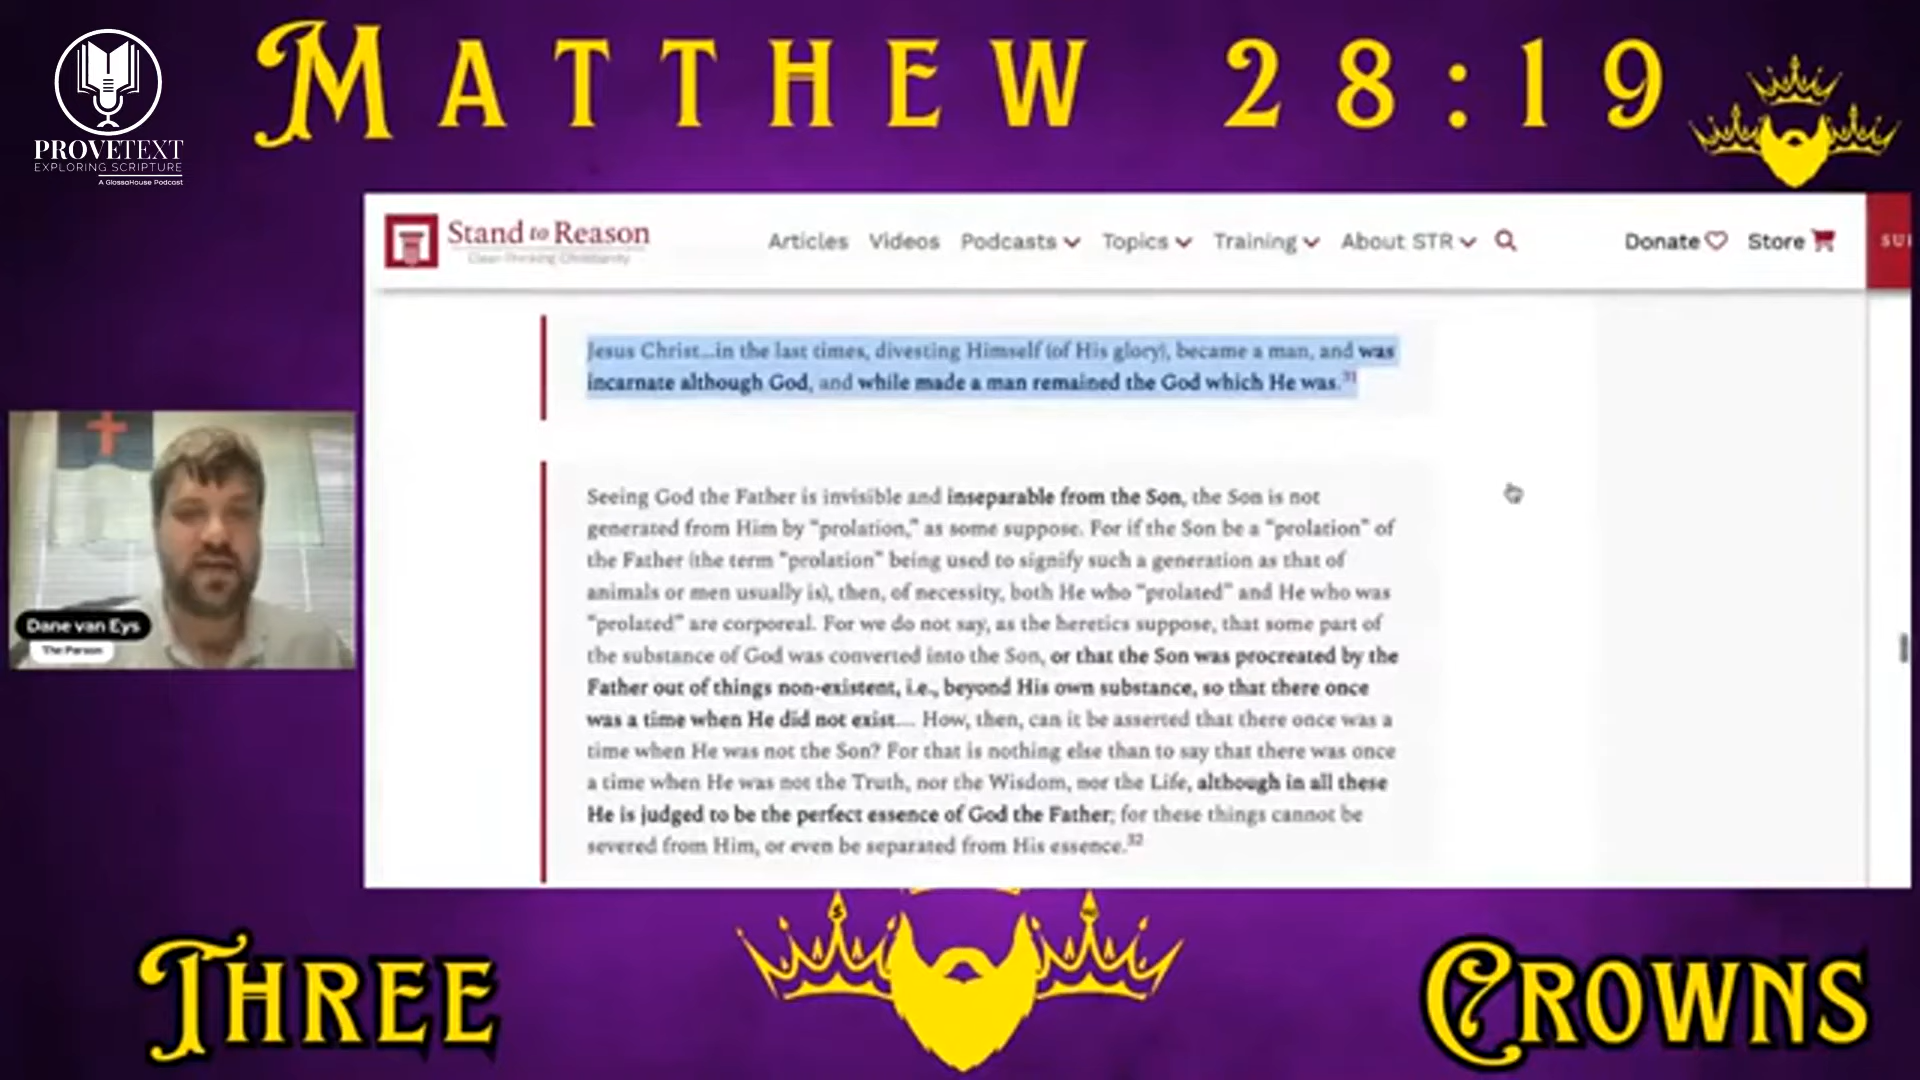 MATTHEW 28:19
PROVETEXT
EXPLORING SCRIPTURE
A GlossaHouse Podcast
Stand to Reason
Clear-Thinking Christianity
Articles Videos Podcasts Topics Training About STR Donate Store
Jesus Christ...in the last times, divesting Himself (of His glory), became a man, and was
incarnate although God, and while made a man remained the God which He was.31
Seeing God the Father is invisible and inseparable from the Son, the Son is not
generated from Him by “prolation,” as some suppose. For if the Son be a “prolation” of
the Father (the term “prolation” being used to signify such a generation as that of
animals or men usually is), then, of necessity, both He who “prolated” and He who was
“prolated” are corporeal. For we do not say, as the heretics suppose, that some part of
the substance of God was converted into the Son, or that the Son was procreated by the
Father out of things non-existent, i.e., beyond His own substance, so that there once
was a time when He did not exist.... How, then, can it be asserted that there once was a
time when He was not the Son? For that is nothing else than to say that there was once
a time when He was not the Truth, nor the Wisdom, nor the Life, although in all these
He is judged to be the perfect essence of God the Father; for these things cannot be
severed from Him, or even be separated from His essence.32
Dane van Eys
The Parson
THREE
CROWNS